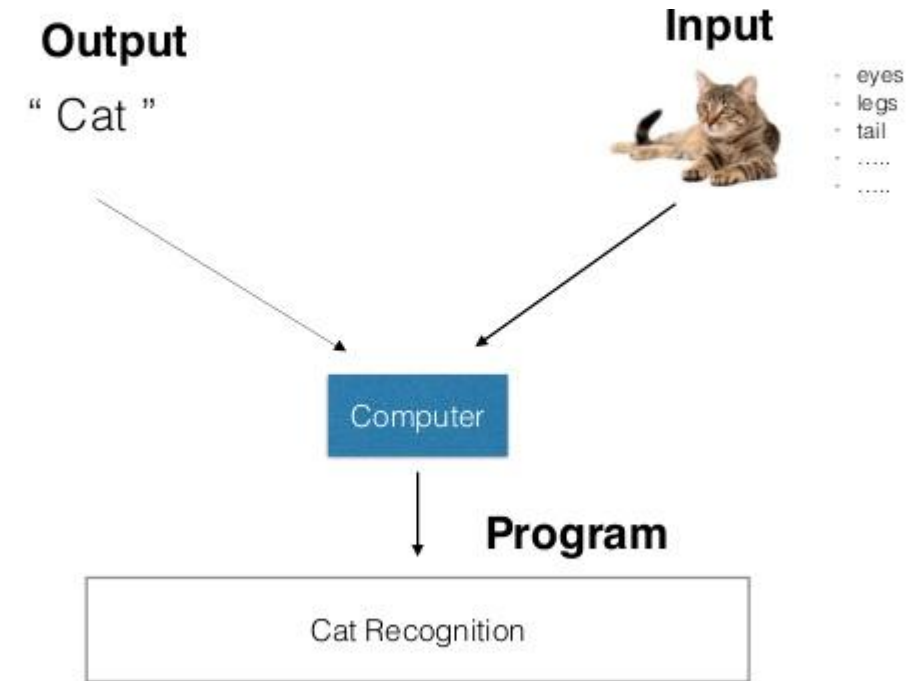 Output
“ Cat ”
Input
- eyes
- legs
- tail
- .....
- .....
Computer
Program
Cat Recognition